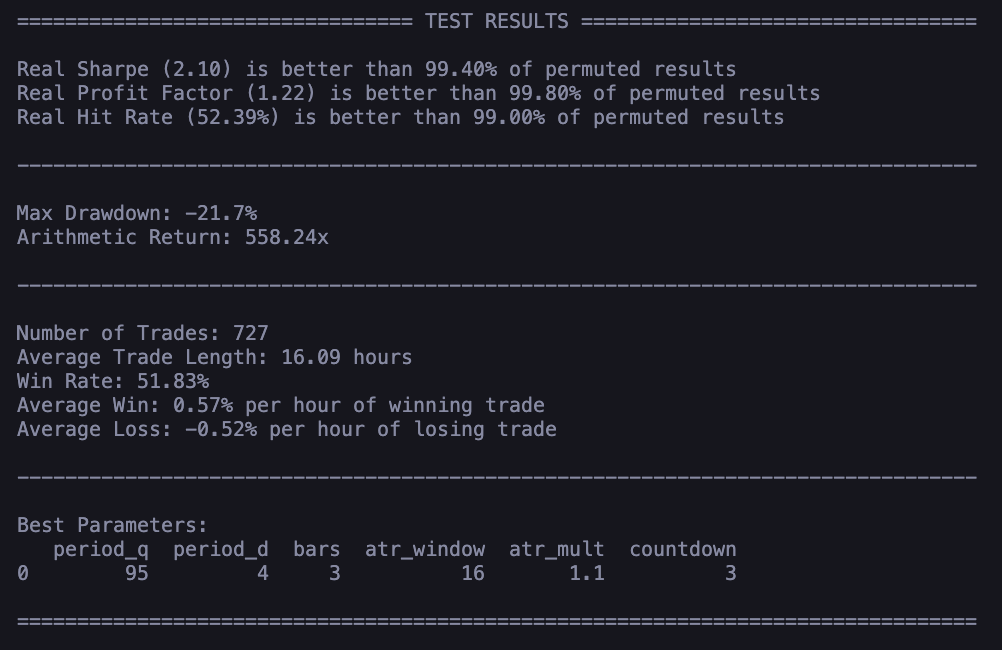 ================================= TEST RESULTS =================================
Real Sharpe (2.10) is better than 99.40% of permuted results
Real Profit Factor (1.22) is better than 99.80% of permuted results
Real Hit Rate (52.39%) is better than 99.00% of permuted results
--------------------------------------------------------------------------------
Max Drawdown: -21.7%
Arithmetic Return: 558.24x
--------------------------------------------------------------------------------
Number of Trades: 727
Average Trade Length: 16.09 hours
Win Rate: 51.83%
Average Win: 0.57% per hour of winning trade
Average Loss: -0.52% per hour of losing trade
--------------------------------------------------------------------------------
Best Parameters:
   period_q  period_d  bars  atr_window  atr_mult  countdown
0        95         4     3          16       1.1          3
================================================================================